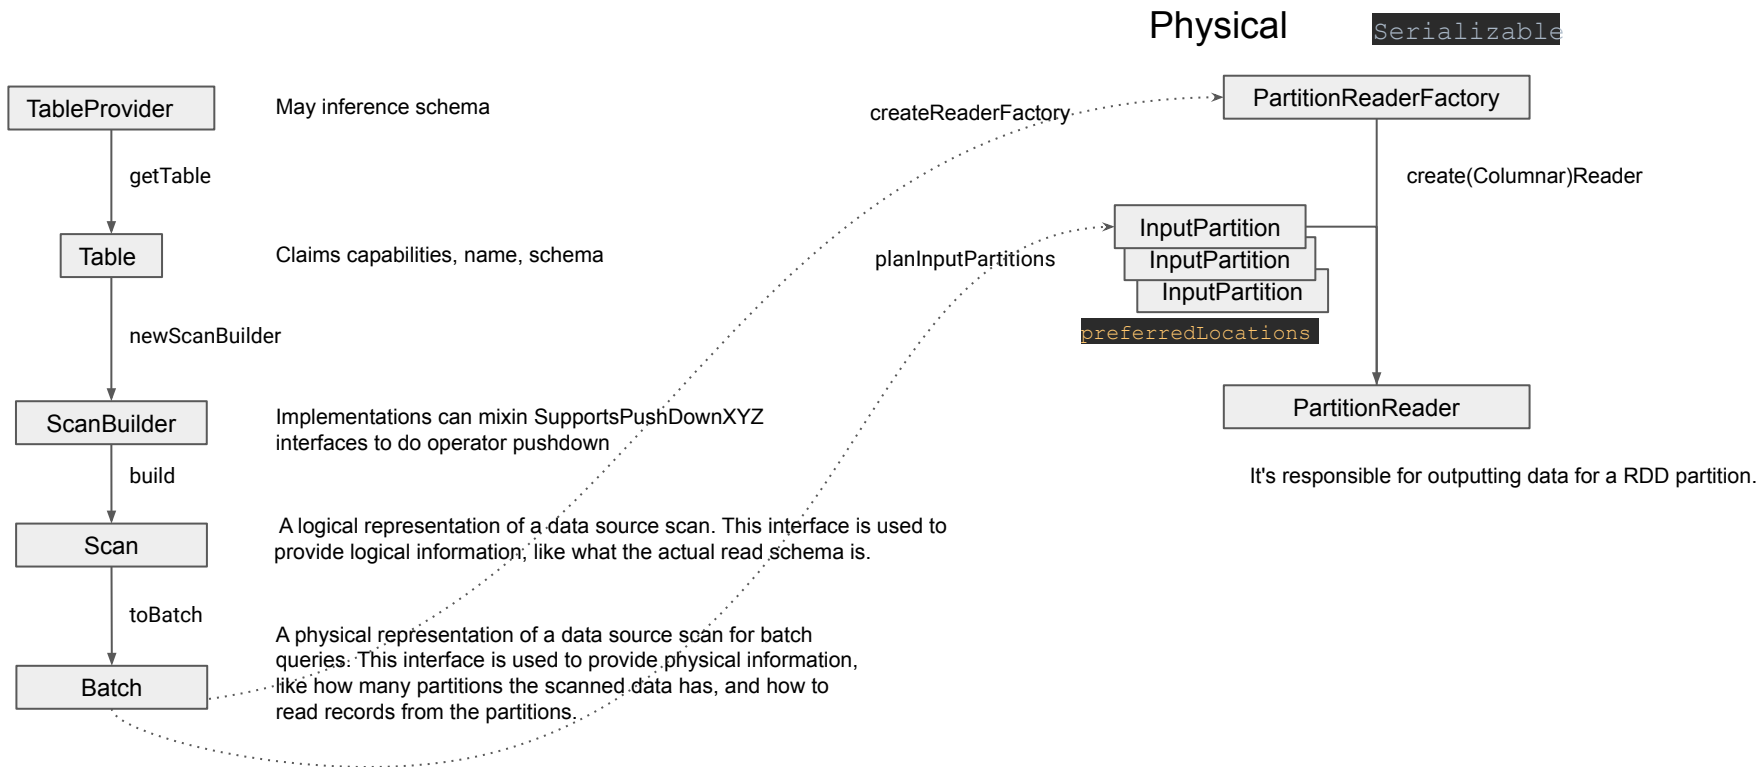 Physical
Serializable
TableProvider
May inference schema
getTable
Table
Claims capabilities, name, schema
newScanBuilder
ScanBuilder
Implementations can mixin SupportsPushDownXYZ
interfaces to do operator pushdown
build
Scan
A logical representation of a data source scan. This interface is used to
provide logical information, like what the actual read schema is.
toBatch
Batch
A physical representation of a data source scan for batch
queries. This interface is used to provide physical information,
like how many partitions the scanned data has, and how to
read records from the partitions.
createReaderFactory
planInputPartitions
PartitionReaderFactory
create(Columnar)Reader
InputPartition
InputPartition
InputPartition
preferredLocations
PartitionReader
It's responsible for outputting data for a RDD partition.